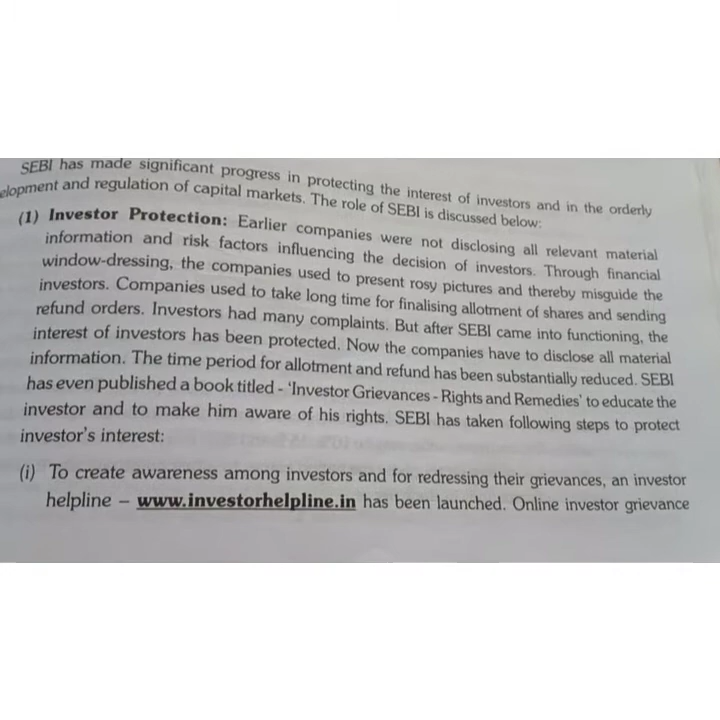 SEBI has made significant progress in protecting the interest of investors and in the orderly
elopment and regulation of capital markets. The role of SEBI is discussed below:
(1) Investor Protection: Earlier companies were not disclosing all relevant material
information and risk factors influencing the decision of investors. Through financial
window-dressing, the companies used to present rosy pictures and thereby misguide the
investors. Companies used to take long time for finalising allotment of shares and sending
refund orders. Investors had many complaints. But after SEBI came into functioning, the
interest of investors has been protected. Now the companies have to disclose all material
information. The time period for allotment and refund has been substantially reduced. SEBI
has even published a book titled - 'Investor Grievances - Rights and Remedies' to educate the
investor and to make him aware of his rights. SEBI has taken following steps to protect
investor's interest:
(i) To create awareness among investors and for redressing their grievances, an investor
helpline – www.investorhelpline.in has been launched. Online investor grievance